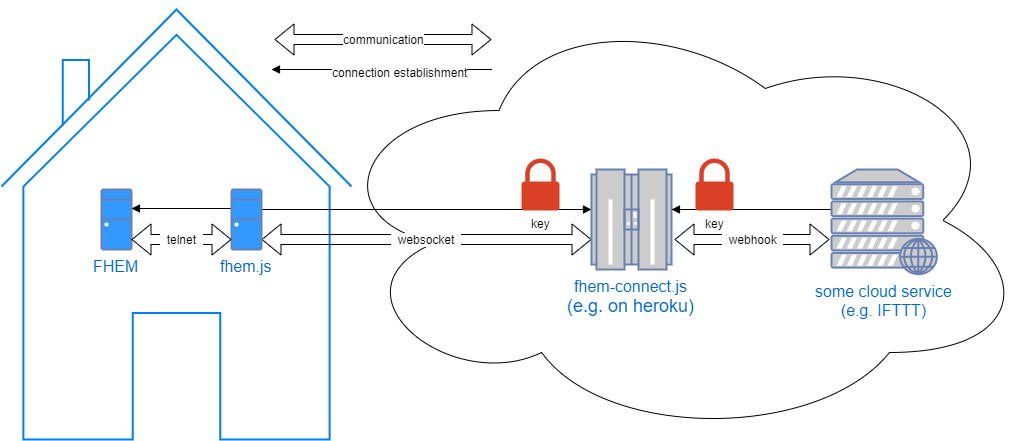 communication
connection establishment
key
key
telnet
websocket
webhook
FHEM
fhem.js
fhem-connect.js
(e.g. on heroku)
some cloud service
(e.g. IFTTT)